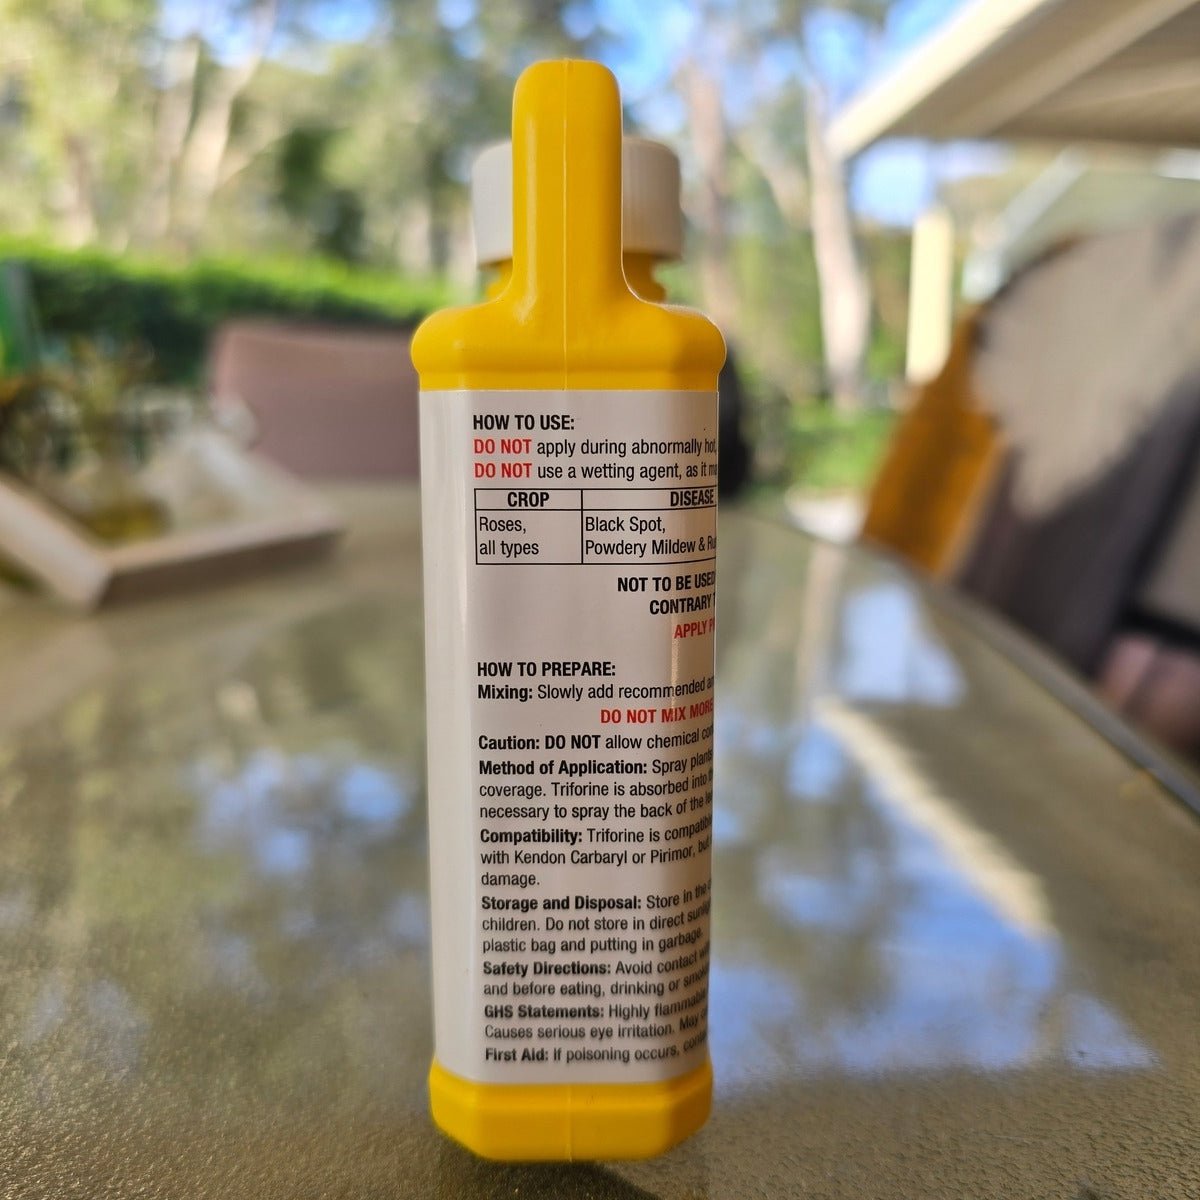 HOW TO USE:
DO NOT apply during abnormally hot,
DO NOT use a wetting agent, as it
CROP DISEASE
Roses, Black Spot,
all types Powdery Mildew &
NOT TO BE USED
CONTRARY
APPLY
HOW TO PREPARE:
Mixing: Slowly add recommended
DO NOT MIX MORE
Caution: DO NOT allow chemical
Method of Application: Spray plants
coverage. Triforine is absorbed into
necessary to spray the back of the
Compatibility: Triforine is compatible
with Kendon Carbaryl or Pirimor, but
damage.
Storage and Disposal: Store in the
children. Do not store in direct sunlight
plastic bag and putting in garbage.
Safety Directions: Avoid contact
and before eating, drinking or
GHS Statements: Highly flammable
Causes serious eye irritation. May
First Aid: If poisoning occurs,